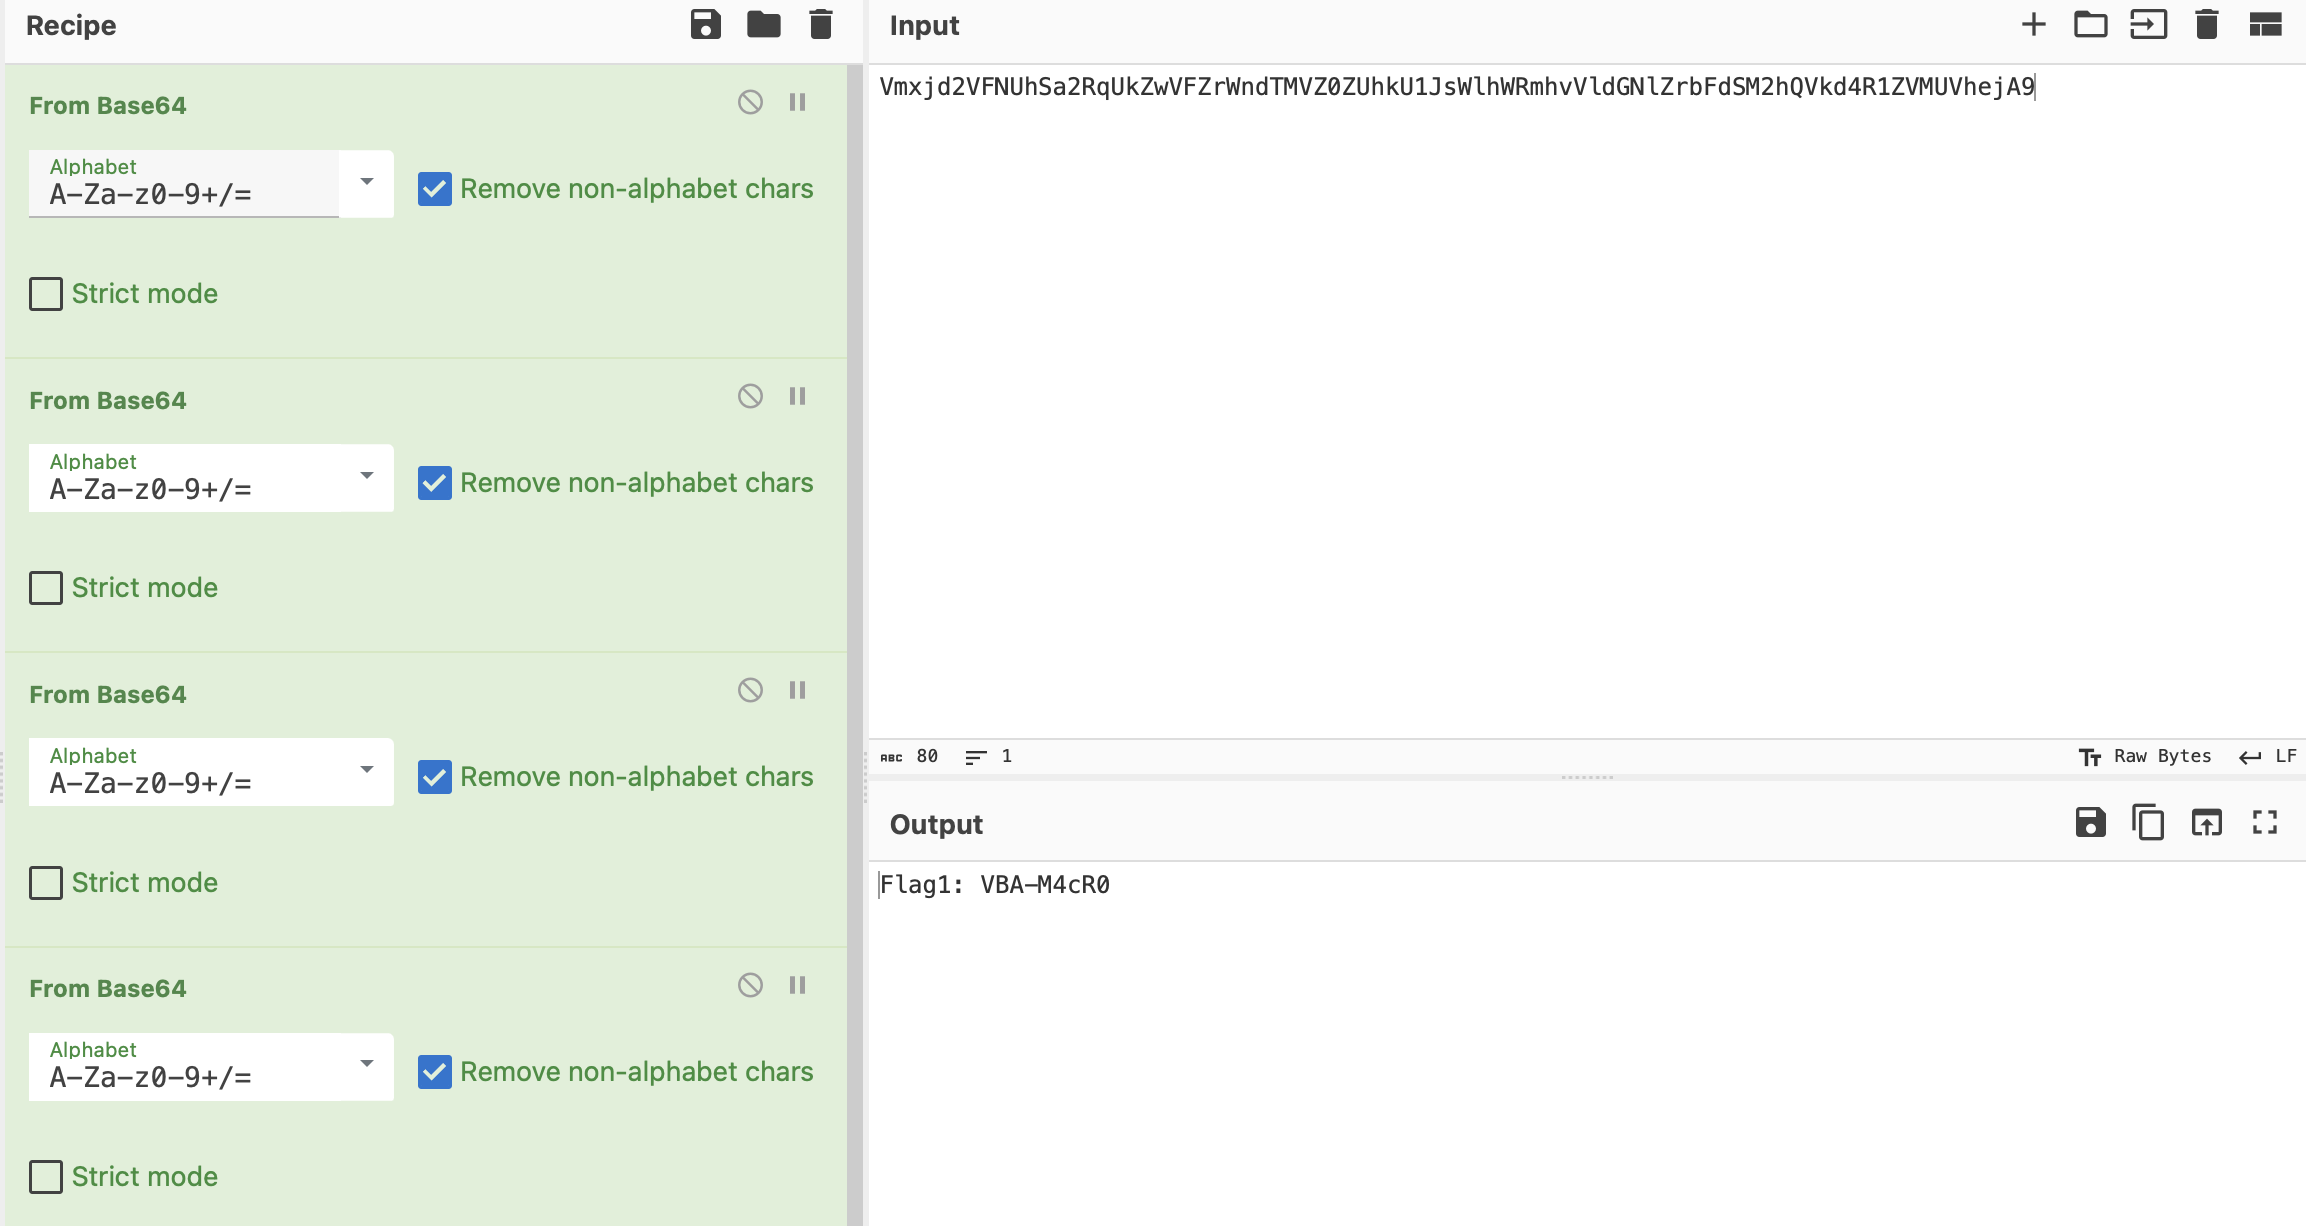 Recipe
From Base64
Alphabet
A-Za-z0-9+/=
Remove non-alphabet chars
Strict mode
From Base64
Alphabet
A-Za-z0-9+/=
Remove non-alphabet chars
Strict mode
From Base64
Alphabet
A-Za-z0-9+/=
Remove non-alphabet chars
Strict mode
From Base64
Alphabet
A-Za-z0-9+/=
Remove non-alphabet chars
Strict mode
Input
Vmxjd2VFNUhSa2RqUkZwVFZrWndTMVZ0ZUhkU1JsWlhWRmhvVldGNlZrbFdSM2hQVkd4R1ZVMUVhejA9
ABC 80 1
Tt Raw Bytes LF
Output
Flag1: VBA-M4cR0